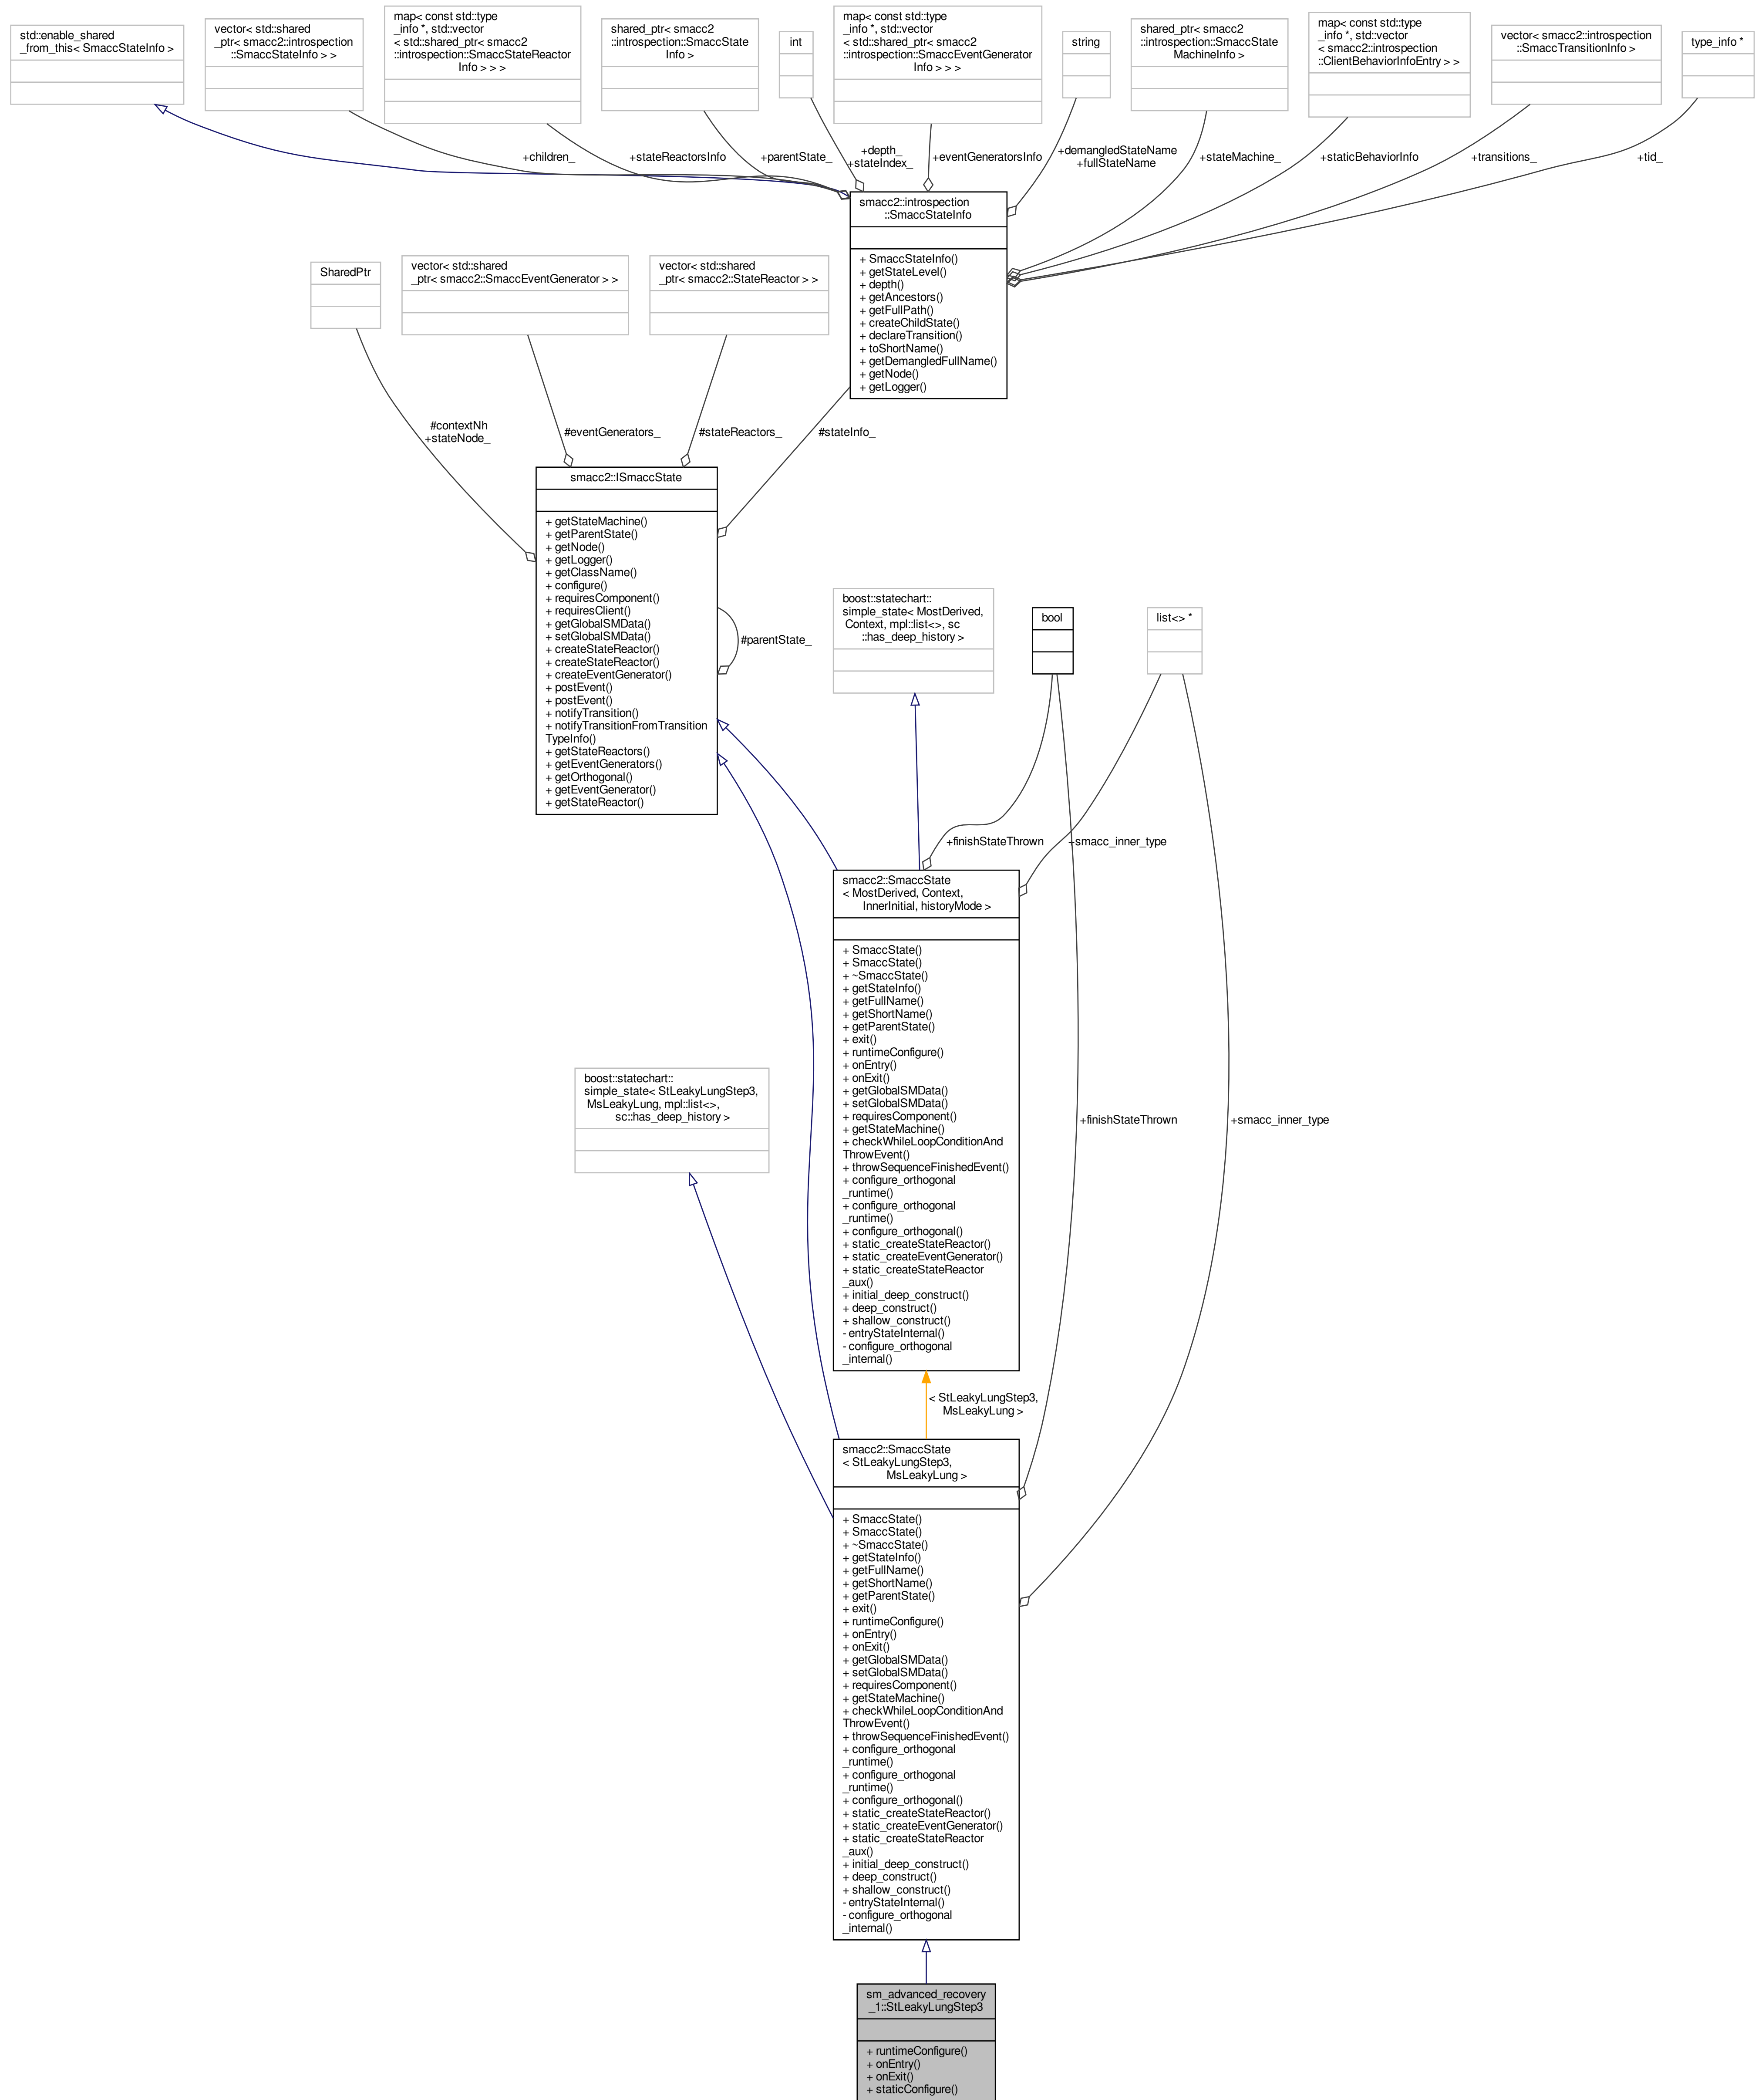 std::enable_shared
_from_this< SmaccStateInfo >
vector< std::shared
_ptr< smacc2::introspection
::SmaccStateInfo > >
map< const std::type
_info *, std::vector
< std::shared_ptr< smacc2
::introspection::SmaccStateReactor
Info > > >
shared_ptr< smacc2
::introspection::SmaccState
Info >
int
map< const std::type
_info *, std::vector
< std::shared_ptr< smacc2
::introspection::SmaccEventGenerator
Info > > >
string
shared_ptr< smacc2
::introspection::SmaccState
MachineInfo >
map< const std::type
_info *, std::vector
< smacc2::introspection
::ClientBehaviorInfoEntry > >
vector< smacc2::introspection
::SmaccTransitionInfo >
type_info *
+children_
+stateReactorsInfo
+parentState_
+depth_
+stateIndex_
+eventGeneratorsInfo
+demangledStateName
+fullStateName
+stateMachine_
+staticBehaviorInfo
+transitions_
+tid_
smacc2::introspection
::SmaccStateInfo
+ SmaccStateInfo()
+ getStateLevel()
+ depth()
+ getAncestors()
+ getFullPath()
+ createChildState()
+ declareTransition()
+ toShortName()
+ getDemangledFullName()
+ getNode()
+ getLogger()
SharedPtr
vector< std::shared
_ptr< smacc2::SmaccEventGenerator > >
vector< std::shared
_ptr< smacc2::StateReactor > >
#contextNh
+stateNode_
#eventGenerators_
#stateReactors_
#stateInfo_
smacc2::ISmaccState
+ getStateMachine()
+ getParentState()
+ getNode()
+ getLogger()
+ getClassName()
+ configure()
+ requiresComponent()
+ requiresClient()
+ getGlobalSMData()
+ setGlobalSMData()
+ createStateReactor()
+ createStateReactor()
+ createEventGenerator()
+ postEvent()
+ postEvent()
+ notifyTransition()
+ notifyTransitionFromTransition
TypeInfo()
+ getStateReactors()
+ getEventGenerators()
+ getOrthogonal()
+ getEventGenerator()
+ getStateReactor()
#parentState_
boost::statechart::
simple_state< MostDerived,
Context, mpl::list<>, sc
::has_deep_history >
bool
list<> *
+finishStateThrown
+smacc_inner_type
smacc2::SmaccState
< MostDerived, Context,
InnerInitial, historyMode >
+ SmaccState()
+ SmaccState()
+ ~SmaccState()
+ getStateInfo()
+ getFullName()
+ getShortName()
+ getParentState()
+ exit()
+ runtimeConfigure()
+ onEntry()
+ onExit()
+ getGlobalSMData()
+ setGlobalSMData()
+ requiresComponent()
+ getStateMachine()
+ checkWhileLoopConditionAnd
ThrowEvent()
+ throwSequenceFinishedEvent()
+ configure_orthogonal
_runtime()
+ configure_orthogonal
_runtime()
+ configure_orthogonal()
+ static_createStateReactor()
+ static_createEventGenerator()
+ static_createStateReactor
_aux()
+ initial_deep_construct()
+ deep_construct()
+ shallow_construct()
- entryStateInternal()
- configure_orthogonal
_internal()
boost::statechart::
simple_state< StLeakyLungStep3,
MsLeakyLung, mpl::list<>,
sc::has_deep_history >
+finishStateThrown
+smacc_inner_type
< StLeakyLungStep3,
MsLeakyLung >
smacc2::SmaccState
< StLeakyLungStep3,
MsLeakyLung >
+ SmaccState()
+ SmaccState()
+ ~SmaccState()
+ getStateInfo()
+ getFullName()
+ getShortName()
+ getParentState()
+ exit()
+ runtimeConfigure()
+ onEntry()
+ onExit()
+ getGlobalSMData()
+ setGlobalSMData()
+ requiresComponent()
+ getStateMachine()
+ checkWhileLoopConditionAnd
ThrowEvent()
+ throwSequenceFinishedEvent()
+ configure_orthogonal
_runtime()
+ configure_orthogonal
_runtime()
+ configure_orthogonal()
+ static_createStateReactor()
+ static_createEventGenerator()
+ static_createStateReactor
_aux()
+ initial_deep_construct()
+ deep_construct()
+ shallow_construct()
- entryStateInternal()
- configure_orthogonal
_internal()
sm_advanced_recovery
_1::StLeakyLungStep3
+ runtimeConfigure()
+ onEntry()
+ onExit()
+ staticConfigure()